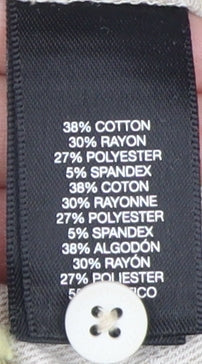 38% COTTON
30% RAYON
27% POLYESTER
5% SPANDEX
38% COTON
30% RAYONNE
27% POLYESTER
5% SPANDEX
38% ALGODÓN
30% RAYÓN
27% POLIESTER